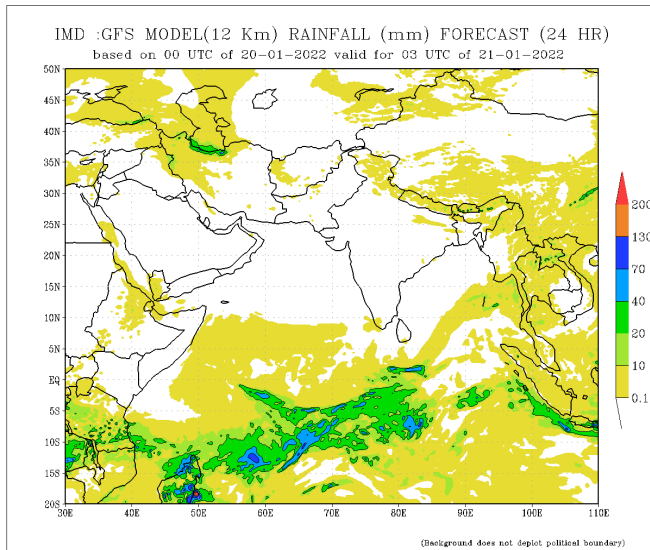 IMD :GFS MODEL(12 Km) RAINFALL (mm) FORECAST (24 HR)
based on 00 UTC of 20-01-2022 valid for 03 UTC of 21-01-2022
50N
45N
40N
35N
30N
25N
20N
15N
10N
5N
EQ
5S
10S
15S
20S
30E 40E 50E 60E 70E 80E 90E 100E 110E
200
130
70
40
20
10
0.1
(Background does not depict political boundary)